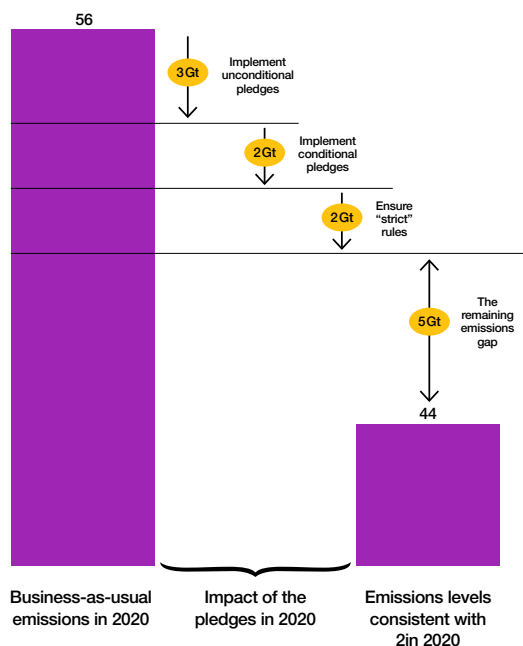 56
3Gt
Implement
unconditional
pledges
2Gt
Implement
conditional
pledges
2Gt
Ensure
“strict”
rules
5Gt
The
remaining
emissions
gap
44
Business-as-usual
emissions in 2020
Impact of the
pledges in 2020
Emissions levels
consistent with
2in 2020